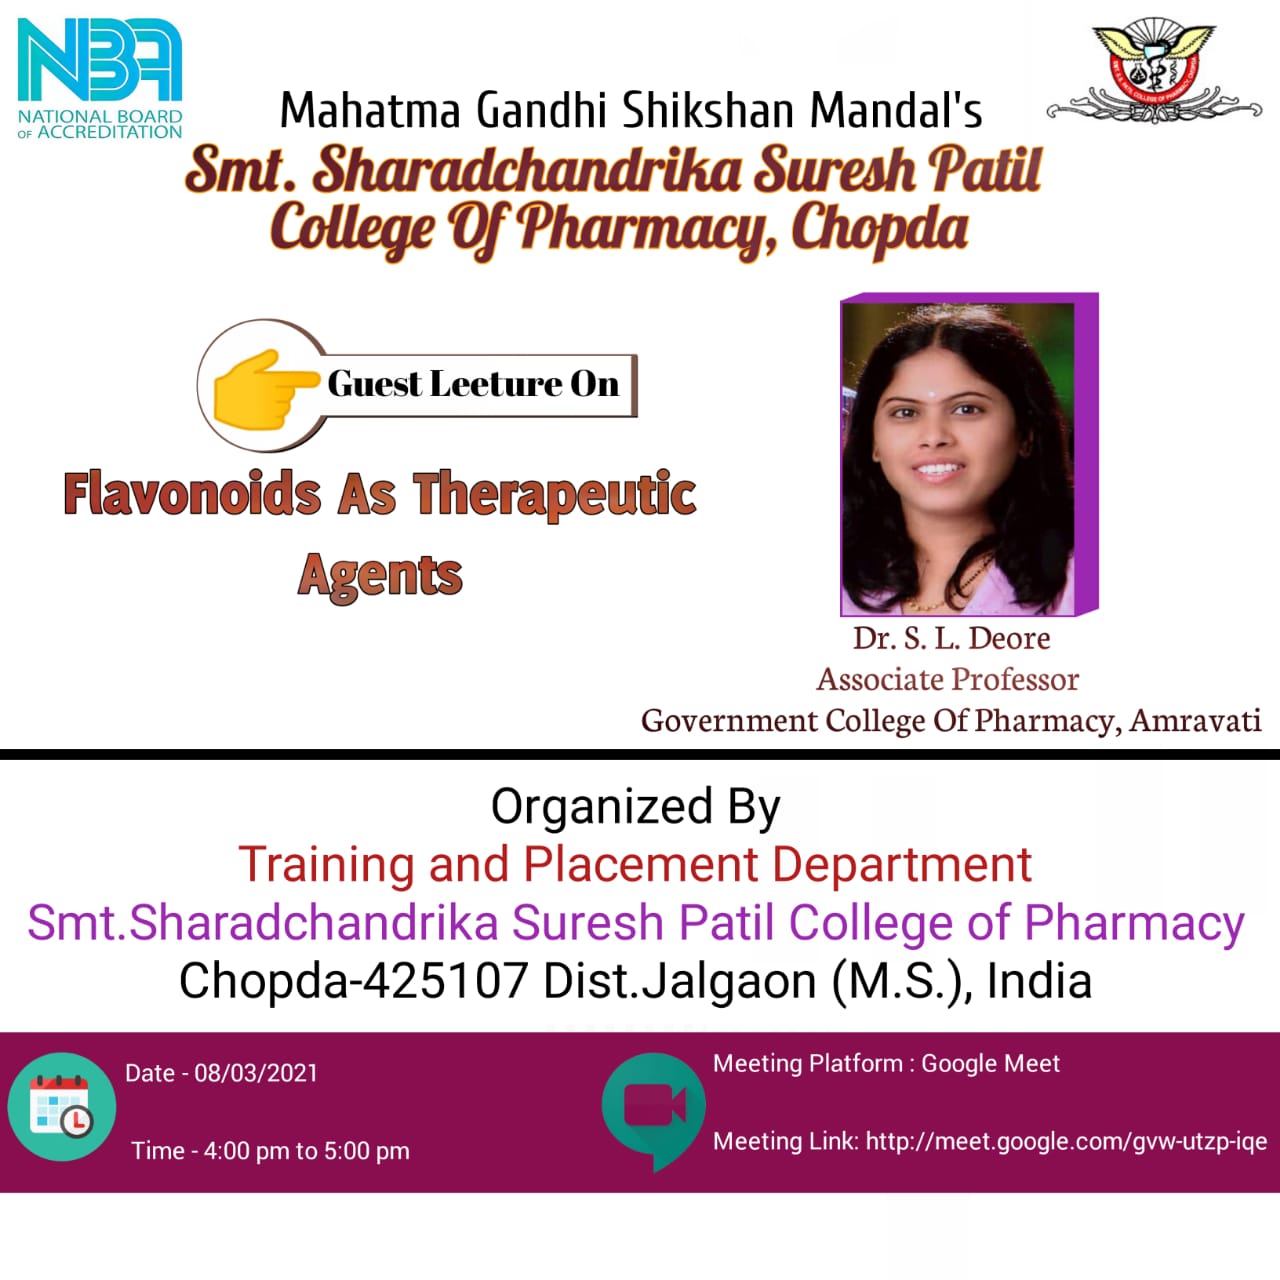 NBA
NATIONAL BOARD
OF ACCREDITATION
Mahatma Gandhi Shikshan Mandal's
Smt. Sharadchandrika Suresh Patil
College Of Pharmacy, Chopda
Guest Leeture On
Flavonoids As Therapeutic
Agents
Dr. S. L. Deore
Associate Professor
Government College Of Pharmacy, Amravati
Organized By
Training and Placement Department
Smt.Sharadchandrika Suresh Patil College of Pharmacy
Chopda-425107 Dist.Jalgaon (M.S.), India
Date - 08/03/2021
Time - 4:00 pm to 5:00 pm
Meeting Platform : Google Meet
Meeting Link: http://meet.google.com/gvw-utzp-iqe